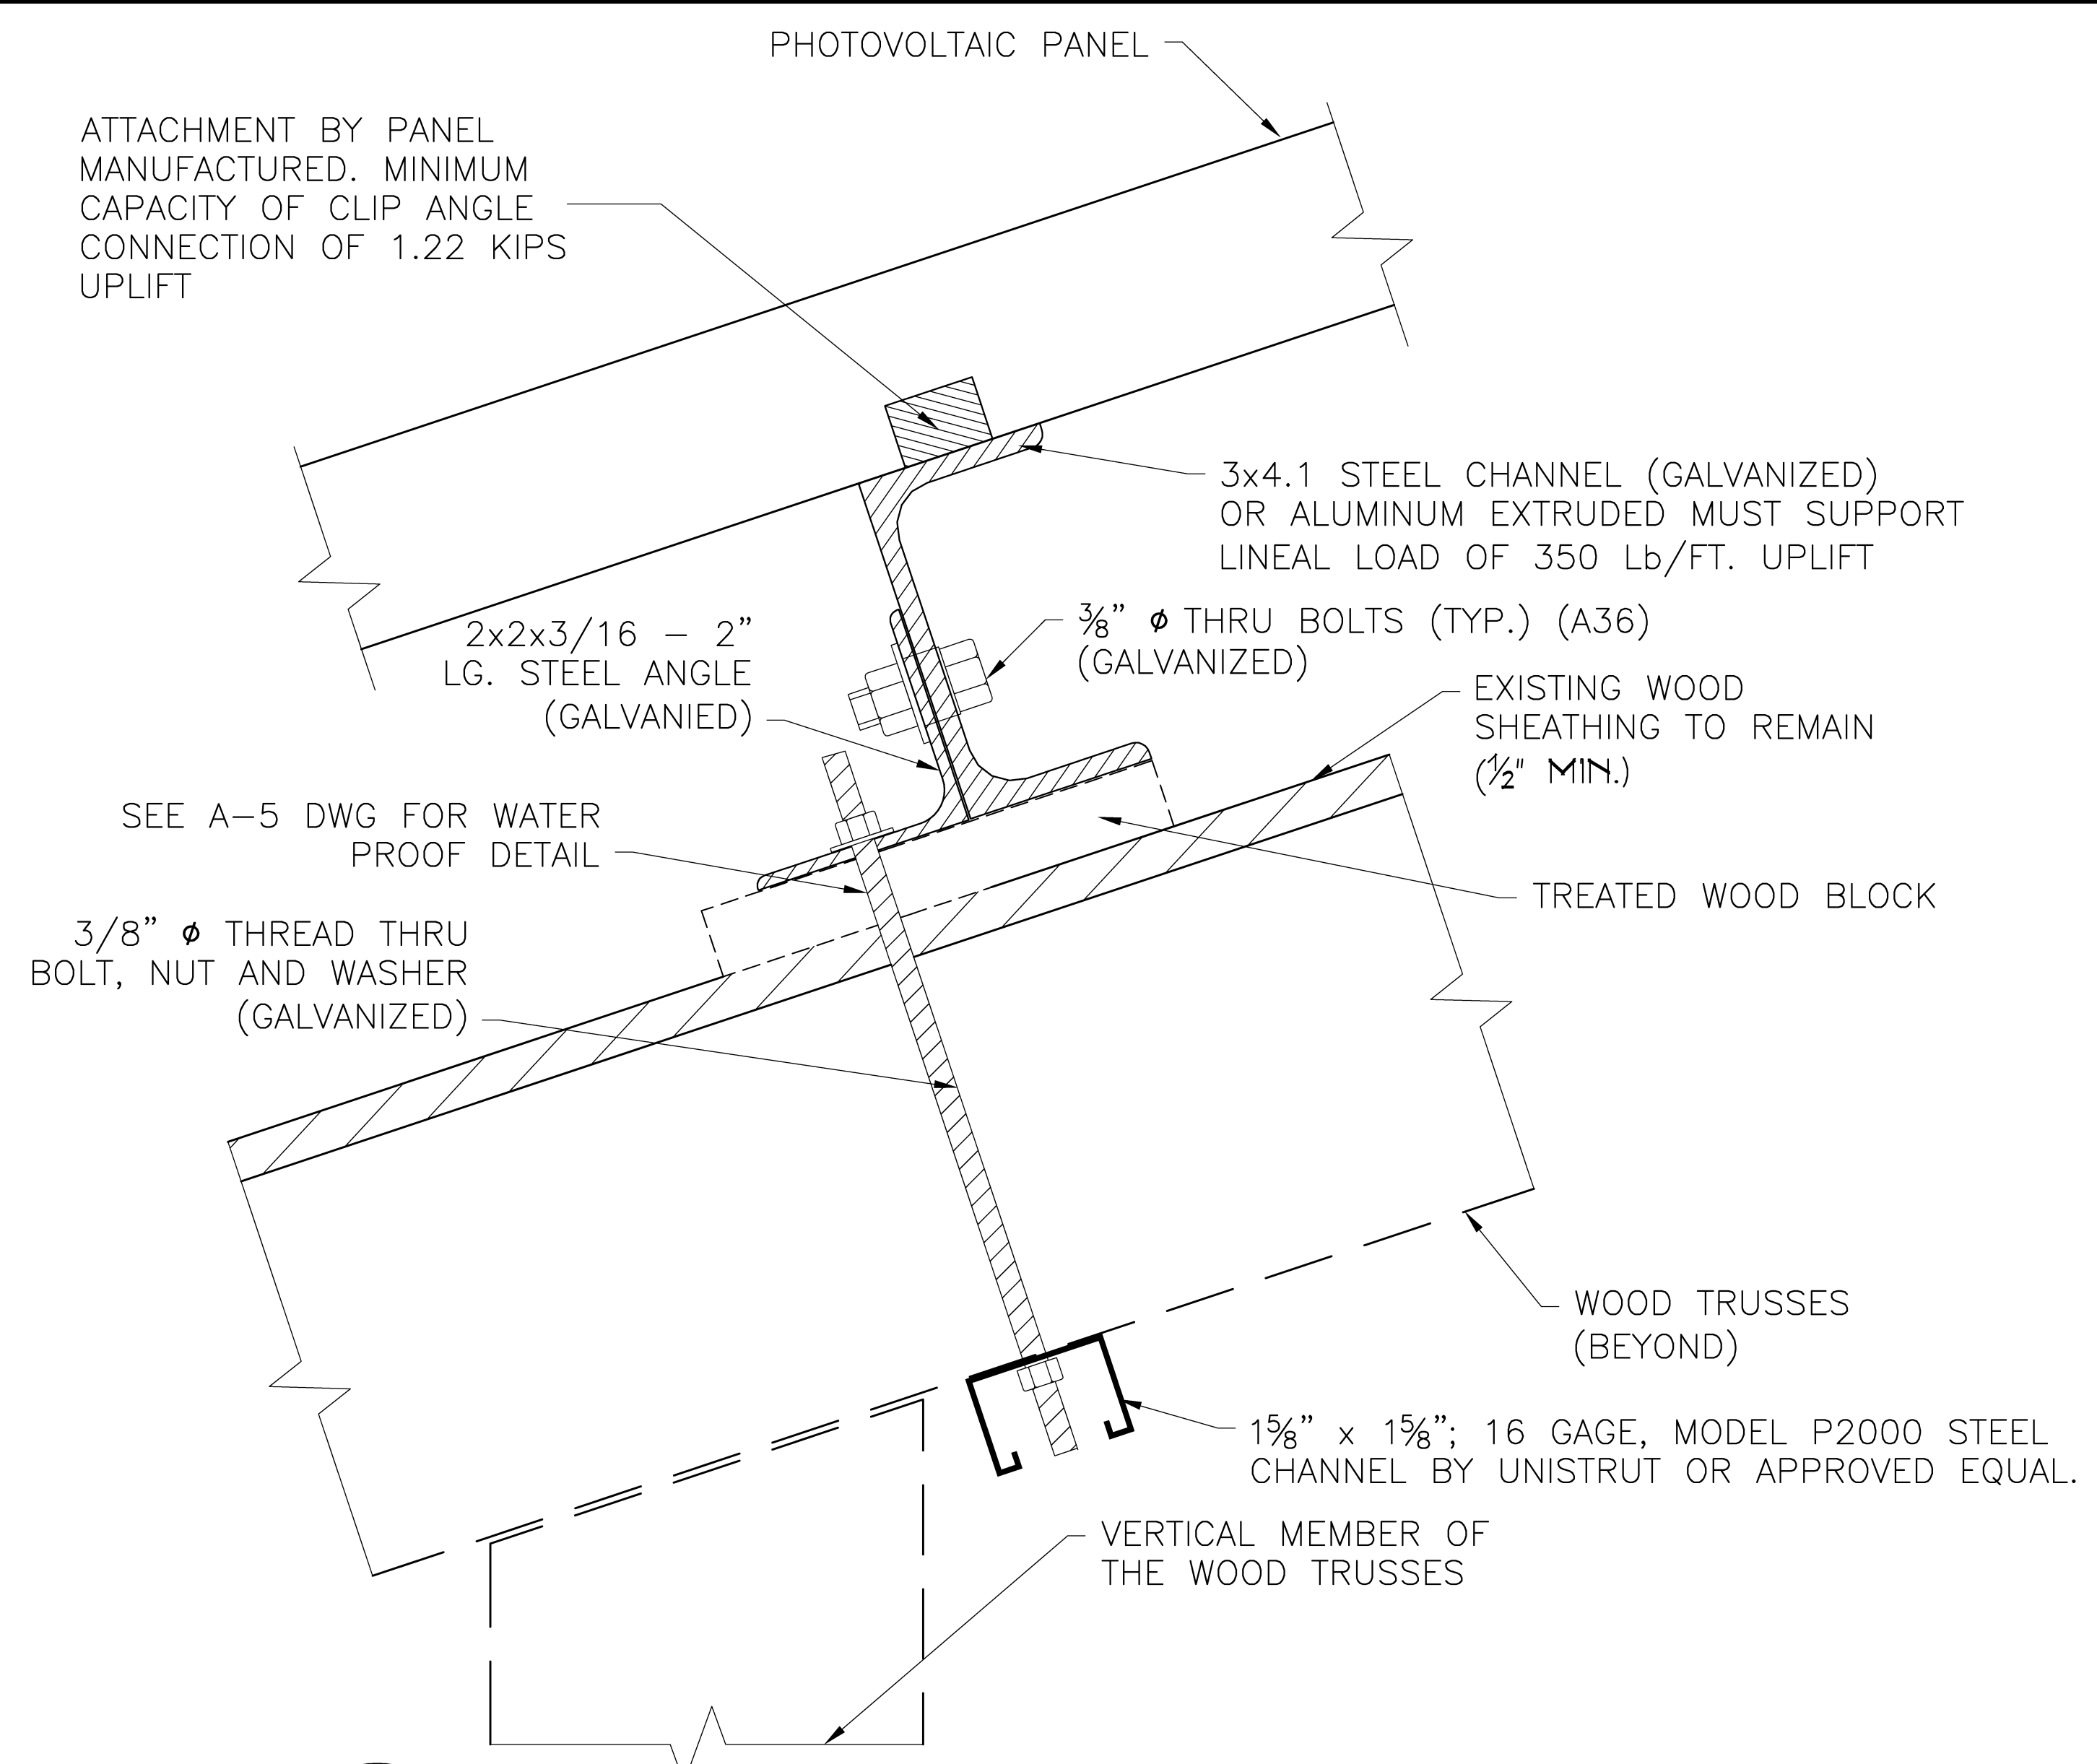 PHOTOVOLTAIC PANEL
ATTACHMENT BY PANEL
MANUFACTURED. MINIMUM
CAPACITY OF CLIP ANGLE
CONNECTION OF 1.22 KIPS
UPLIFT
3x4.1 STEEL CHANNEL (GALVANIZED)
OR ALUMINUM EXTRUDED MUST SUPPORT
LINEAL LOAD OF 350 Lb/FT. UPLIFT
2x2x3/16 – 2”
LG. STEEL ANGLE
(GALVANIED)
⅜” ϕ THRU BOLTS (TYP.) (A36)
(GALVANIZED)
EXISTING WOOD
SHEATHING TO REMAIN
(½" MIN.)
SEE A–5 DWG FOR WATER
PROOF DETAIL
TREATED WOOD BLOCK
3/8” ϕ THREAD THRU
BOLT, NUT AND WASHER
(GALVANIZED)
WOOD TRUSSES
(BEYOND)
1⅝” x 1⅝”; 16 GAGE, MODEL P2000 STEEL
CHANNEL BY UNISTRUT OR APPROVED EQUAL.
VERTICAL MEMBER OF
THE WOOD TRUSSES